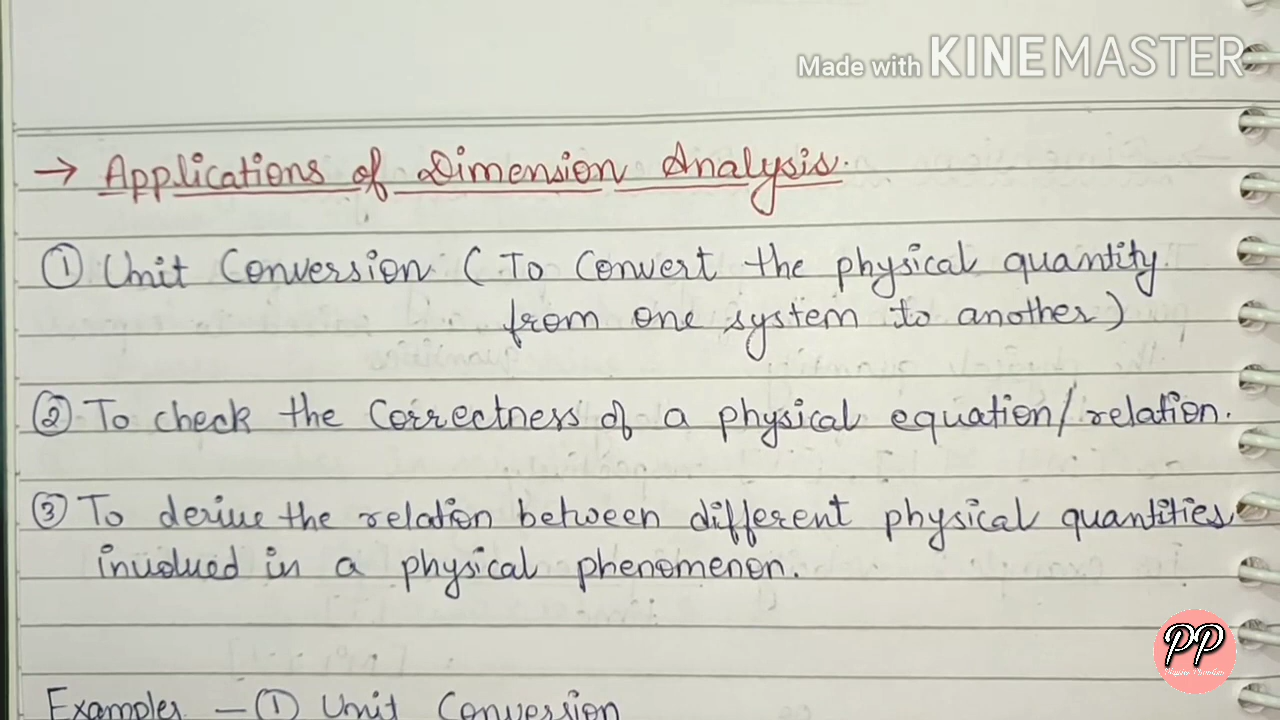 Made with KINEMASTER
→ Applications of Dimension Analysis.
① Unit Conversion (To Convert the physical quantity
from one system to another)
② To check the Correctness of a physical equation/relation.
③ To derive the relation between different physical quantities
involved in a physical phenomenon.
PP
Examples – ① Unit Conversion